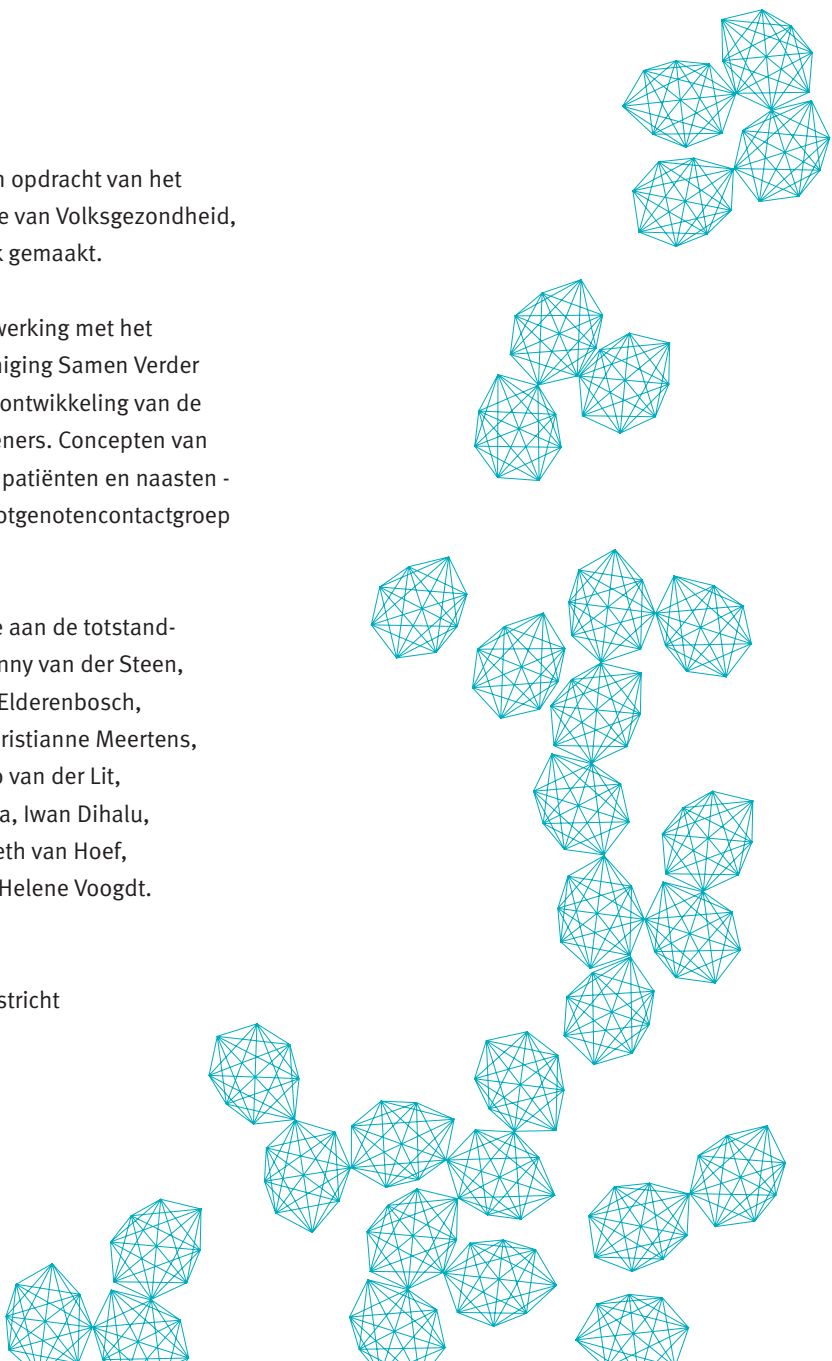 n opdracht van het
e van Volksgezondheid,
k gemaakt.
werking met het
niging Samen Verder
ontwikkeling van de
eners. Concepten van
patiënten en naasten -
otgenotencontactgroep
e aan de totstand-
nny van der Steen,
Elderenbosch,
ristianne Meertens,
o van der Lit,
a, Iwan Dihalu,
eth van Hoef,
Helene Voogdt.
stricht